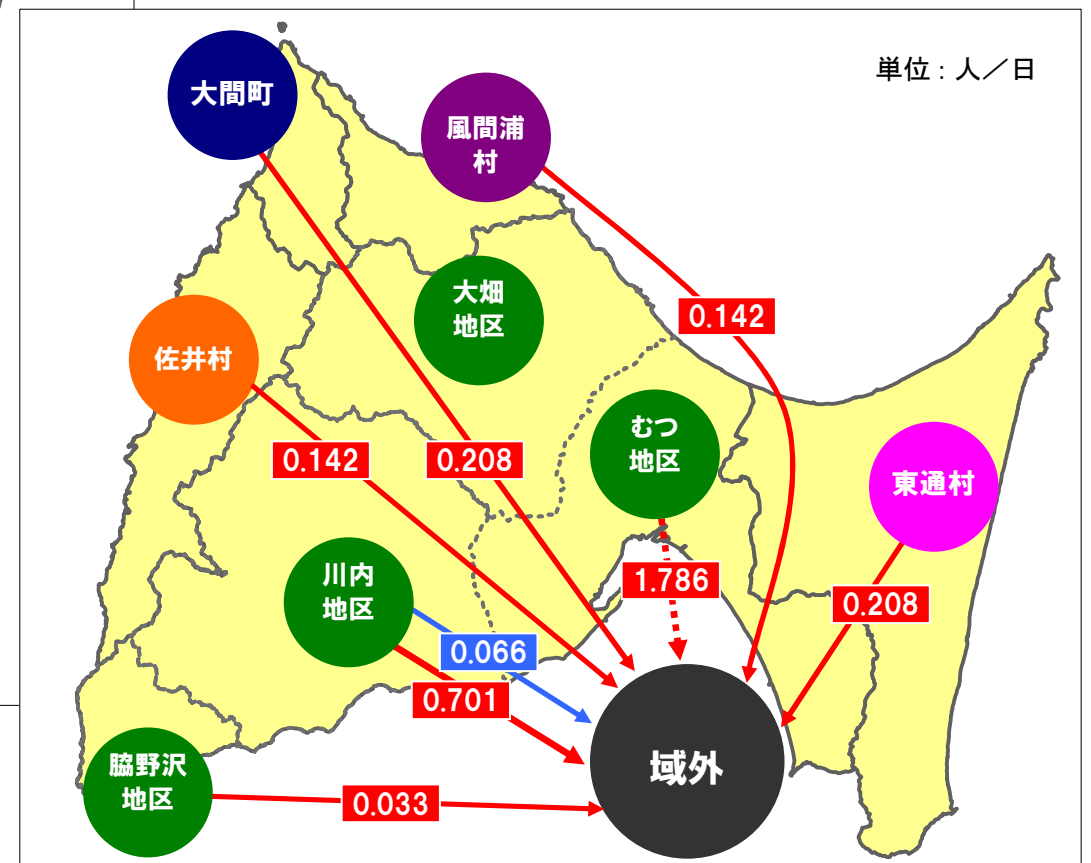 単位：人／日
大間町
風間浦
村
大畑
地区
0.142
佐井村
むつ
地区
0.142
0.208
東通村
川内
地区
1.786
0.208
0.066
0.701
域外
脇野沢
地区
0.033